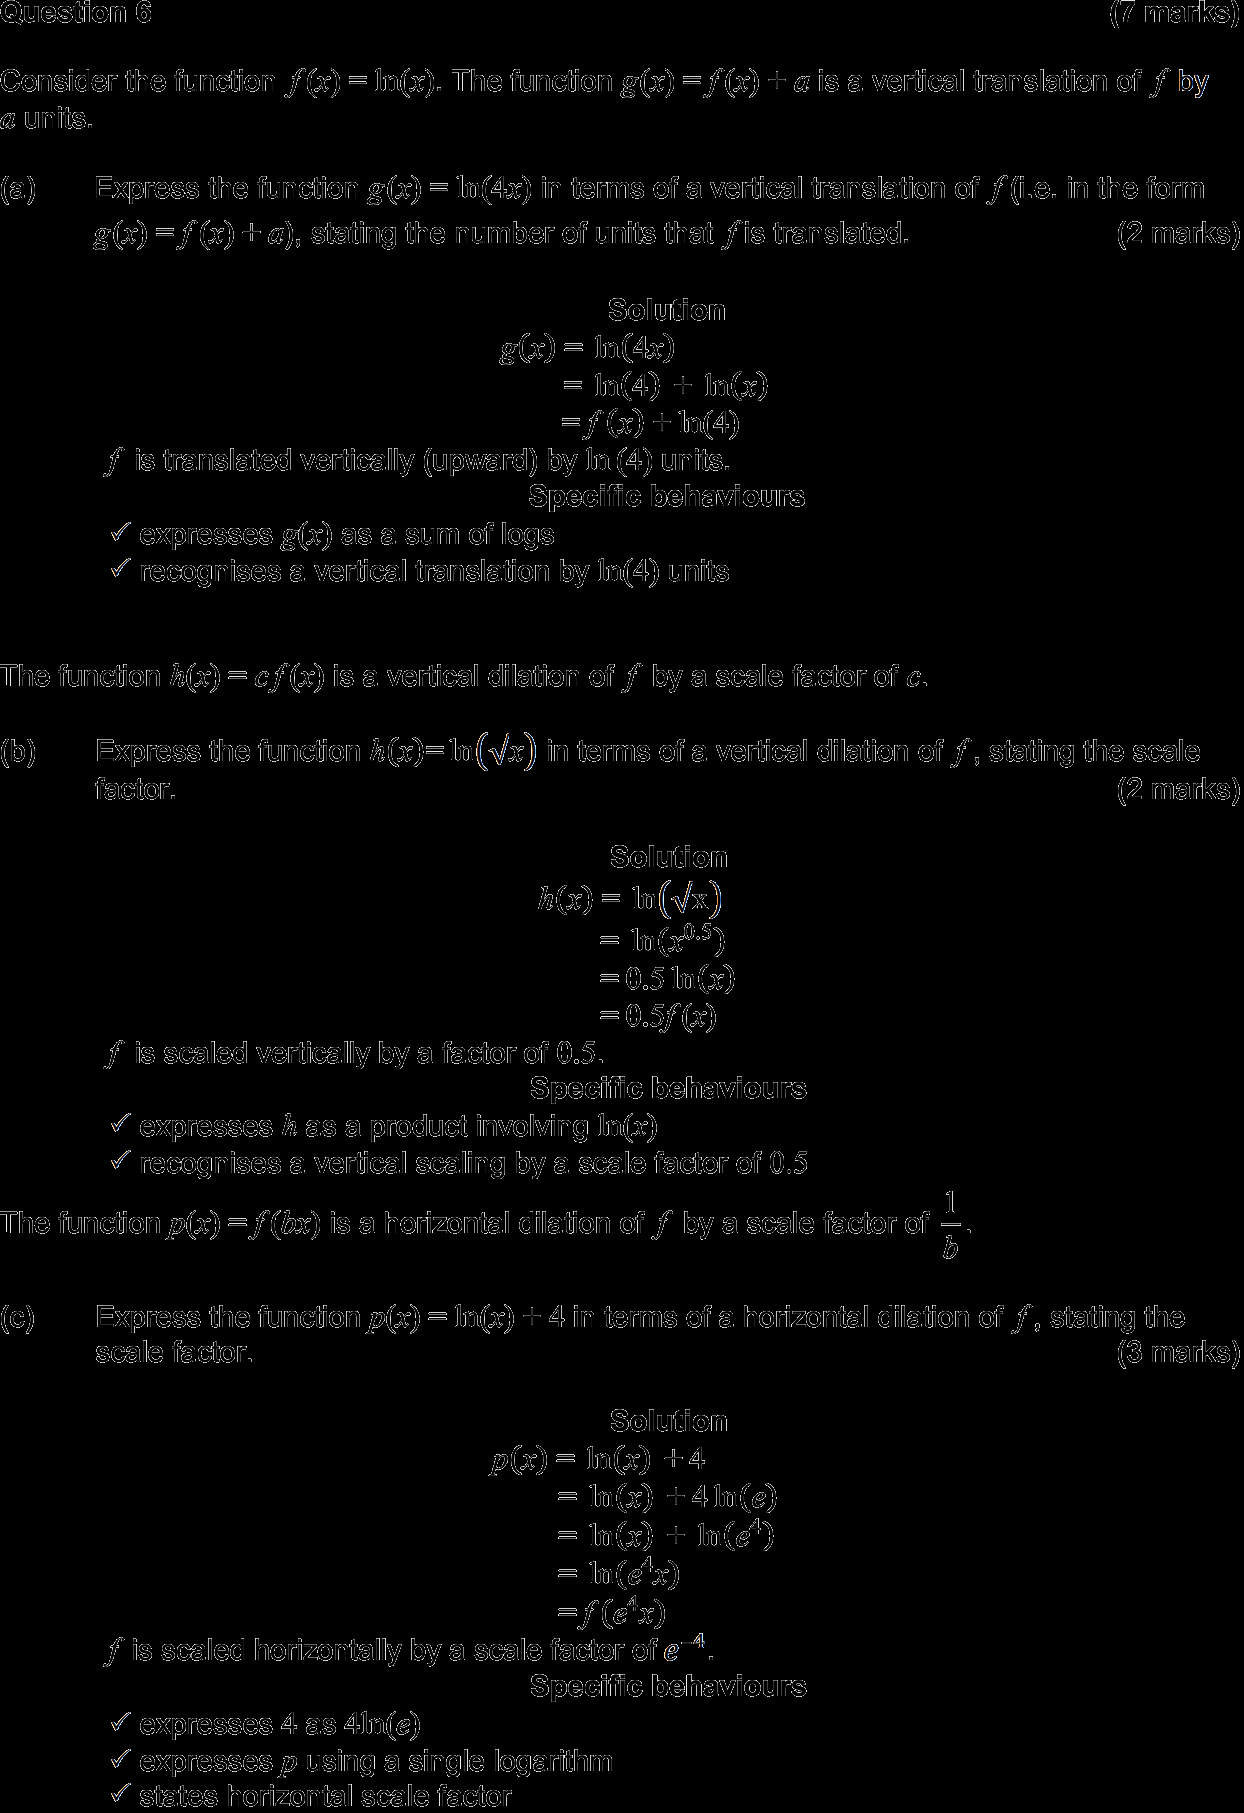 Question 6 (7 marks)
Consider the function f(x) = ln(x). The function g(x) = f(x) + a is a vertical translation of f by
a units.
(a) Express the function g(x) = ln(4x) in terms of a vertical translation of f (i.e. in the form
g(x) = f(x) + a), stating the number of units that f is translated. (2 marks)
Solution
g(x) = ln(4x)
= ln(4) + ln(x)
= f(x) + ln(4)
f is translated vertically (upward) by ln(4) units.
Specific behaviours
✓ expresses g(x) as a sum of logs
✓ recognises a vertical translation by ln(4) units
The function h(x) = cf(x) is a vertical dilation of f by a scale factor of c.
(b) Express the function h(x)= ln(√x) in terms of a vertical dilation of f, stating the scale
factor. (2 marks)
Solution
h(x) = ln(√x)
= ln(x^0.5)
= 0.5 ln(x)
= 0.5f(x)
f is scaled vertically by a factor of 0.5.
Specific behaviours
✓ expresses h as a product involving ln(x)
✓ recognises a vertical scaling by a scale factor of 0.5
The function p(x) = f(bx) is a horizontal dilation of f by a scale factor of 1/b.
(c) Express the function p(x) = ln(x) + 4 in terms of a horizontal dilation of f, stating the
scale factor. (3 marks)
Solution
p(x) = ln(x) + 4
= ln(x) + 4 ln(e)
= ln(x) + ln(e^4)
= ln(e^4x)
= f(e^4x)
f is scaled horizontally by a scale factor of e^−4.
Specific behaviours
✓ expresses 4 as 4ln(e)
✓ expresses p using a single logarithm
✓ states horizontal scale factor